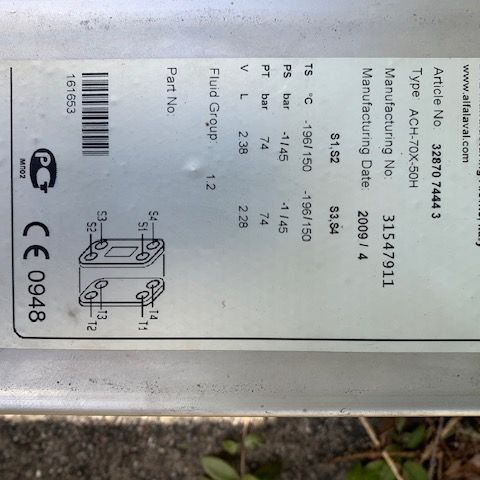 www.alfalaval.com
Article No. 32870 7444 3
Type ACH-70X-50H
Manufacturing No: 31547911
Manufacturing Date: 2009 / 4
S1,S2 S3,S4
TS °C -196/150 -196/150
PS bar -1/45 -1/45
PT bar 74 74
V L 2.38 2.28
Fluid Group: 1.2
Part No
161653
S4
S1
S3
S2
T4
T1
T3
T2
РСТ
МП02
CE 0948